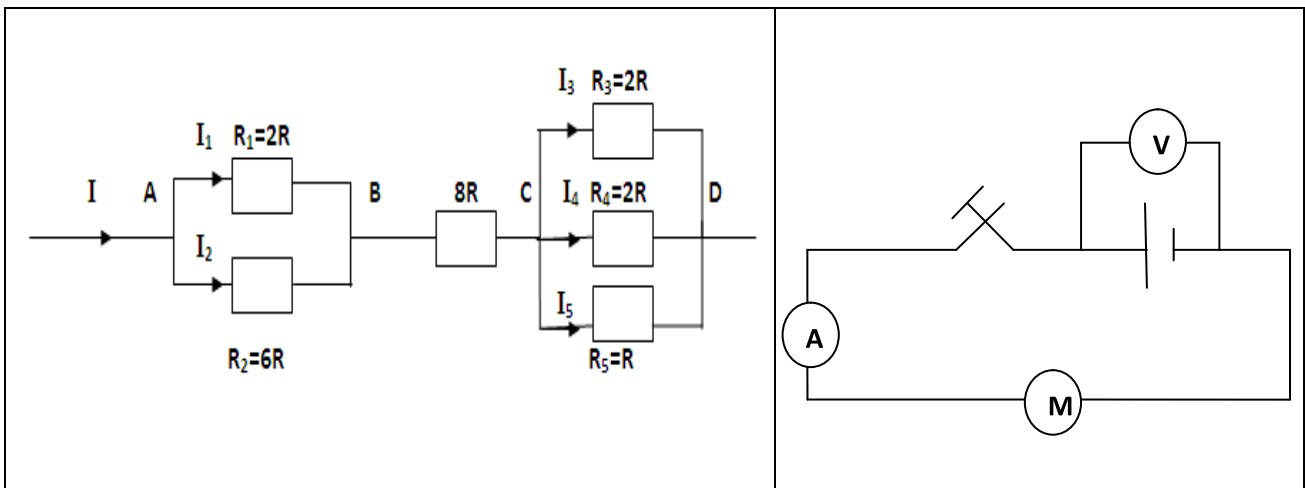 I₃ R₃=2R
I₁ R₁=2R
I A B 8R C I₄ R₄=2R D
I₂
I₅
R₂=6R R₅=R
V
A
M